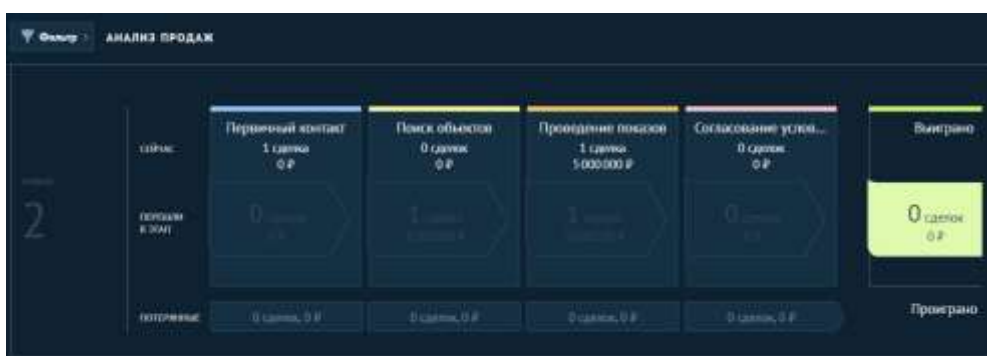 Фильтр
АНАЛИЗ ПРОДАЖ
Первичный контакт
Поиск объектов
Проведение показов
Согласование услов...
Выиграно
СЕЙЧАС
1 сделка
0 сделок
1 сделка
0 сделок
0 ₽
0 ₽
5 000 000 ₽
0 ₽
2
ПЕРЕШЛИ
В ЭТАП
0
1
1
0
0 сделок
0 ₽
ПОТЕРЯННЫЕ
0 сделок, 0 ₽
0 сделок, 0 ₽
0 сделок, 0 ₽
0 сделок, 0 ₽
Проиграно